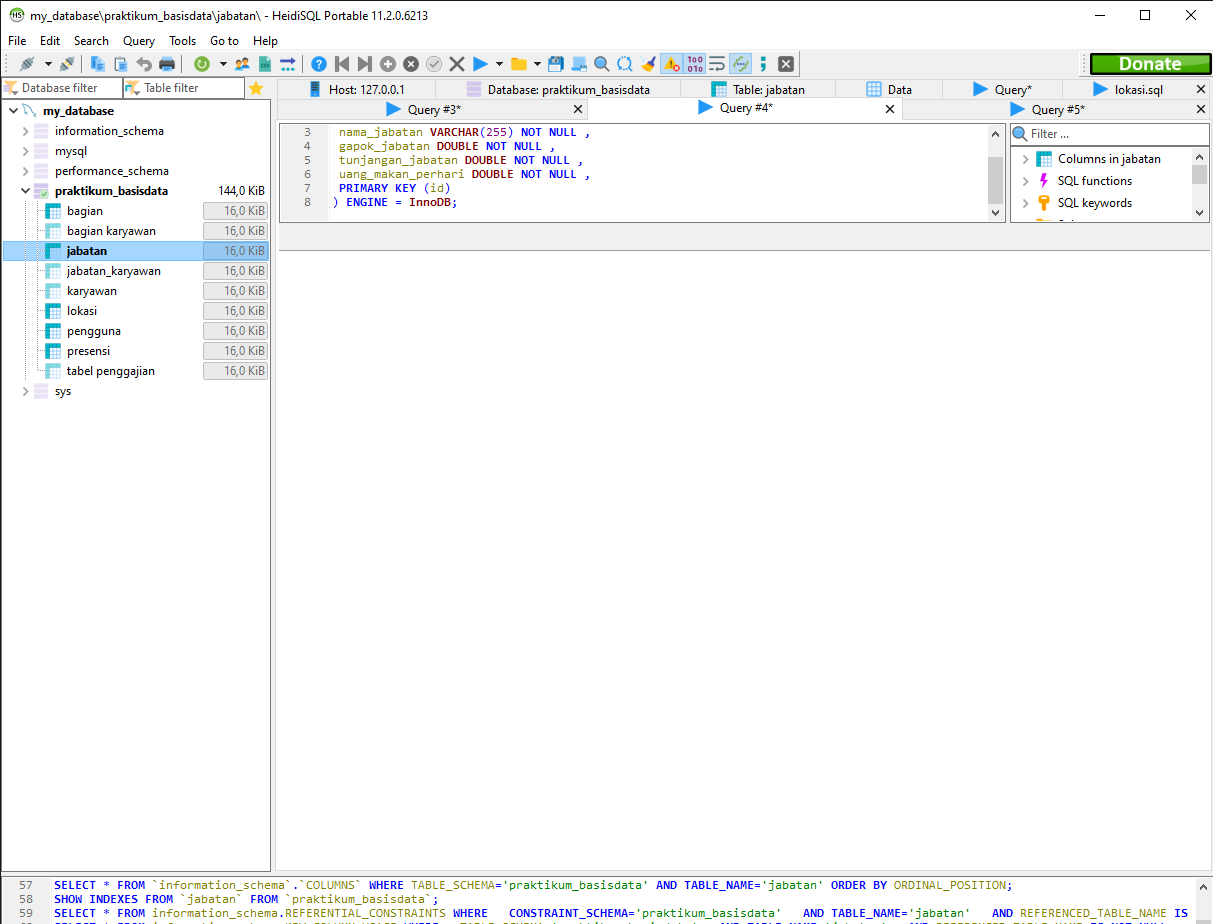 my_database\praktikum_basisdata\jabatan\ - HeidiSQL Portable 11.2.0.6213
File Edit Search Query Tools Go to Help
Donate
Database filter Table filter
Host: 127.0.0.1 Database: praktikum_basisdata Table: jabatan Data Query* lokasi.sql
Query #3* Query #4* Query #5*
my_database
information_schema
mysql
performance_schema
praktikum_basisdata 144,0 KiB
bagian 16,0 KiB
bagian karyawan 16,0 KiB
jabatan 16,0 KiB
jabatan_karyawan 16,0 KiB
karyawan 16,0 KiB
lokasi 16,0 KiB
pengguna 16,0 KiB
presensi 16,0 KiB
tabel penggajian 16,0 KiB
sys
3 nama_jabatan VARCHAR(255) NOT NULL ,
4 gapok_jabatan DOUBLE NOT NULL ,
5 tunjangan_jabatan DOUBLE NOT NULL ,
6 uang_makan_perhari DOUBLE NOT NULL ,
7 PRIMARY KEY (id)
8 ) ENGINE = InnoDB;
Filter ...
Columns in jabatan
SQL functions
SQL keywords
57 SELECT * FROM `information_schema`.`COLUMNS` WHERE TABLE_SCHEMA='praktikum_basisdata' AND TABLE_NAME='jabatan' ORDER BY ORDINAL_POSITION;
58 SHOW INDEXES FROM `jabatan` FROM `praktikum_basisdata`;
59 SELECT * FROM information_schema.REFERENTIAL_CONSTRAINTS WHERE CONSTRAINT_SCHEMA='praktikum_basisdata' AND TABLE_NAME='jabatan' AND REFERENCED_TABLE_NAME IS